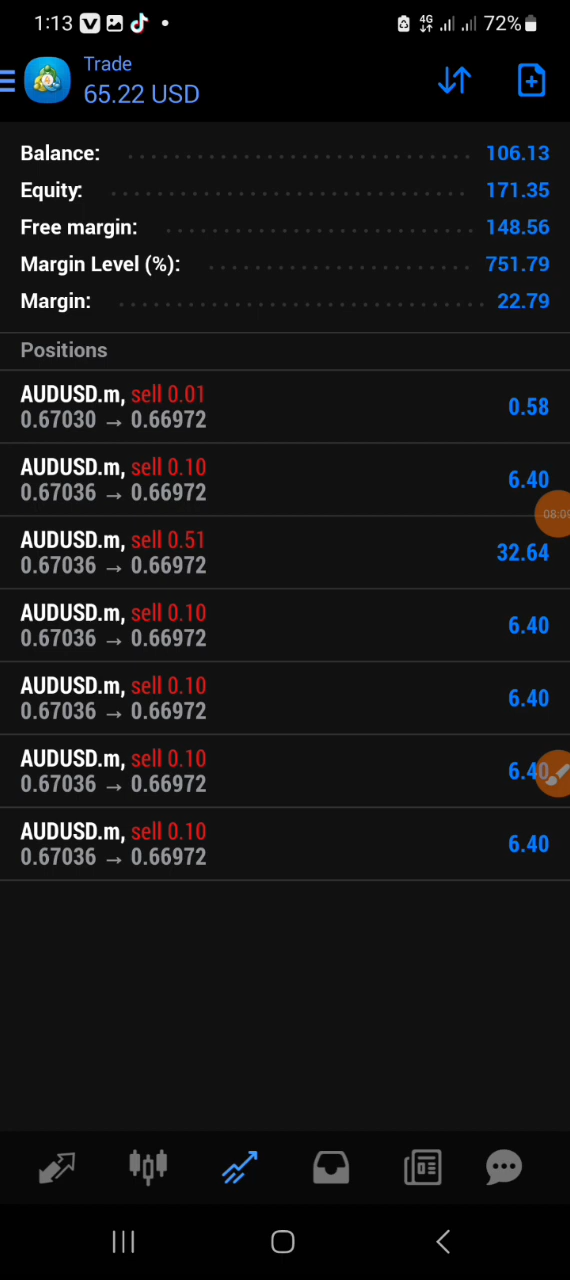 1:13 V 4G 72%
Trade
65.22 USD
Balance: 106.13
Equity: 171.35
Free margin: 148.56
Margin Level (%): 751.79
Margin: 22.79
Positions
AUDUSD.m, sell 0.01
0.67030 → 0.66972 0.58
AUDUSD.m, sell 0.10
0.67036 → 0.66972 6.40
08:09
AUDUSD.m, sell 0.51
0.67036 → 0.66972 32.64
AUDUSD.m, sell 0.10
0.67036 → 0.66972 6.40
AUDUSD.m, sell 0.10
0.67036 → 0.66972 6.40
AUDUSD.m, sell 0.10
0.67036 → 0.66972 6.40
AUDUSD.m, sell 0.10
0.67036 → 0.66972 6.40